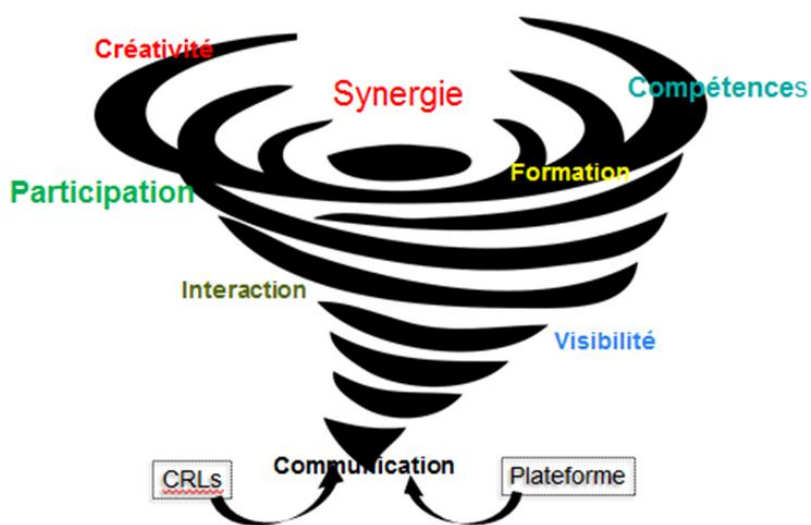 Créativité
Synergie
Compétences
Formation
Participation
Interaction
Visibilité
Communication
CRLs
Plateforme